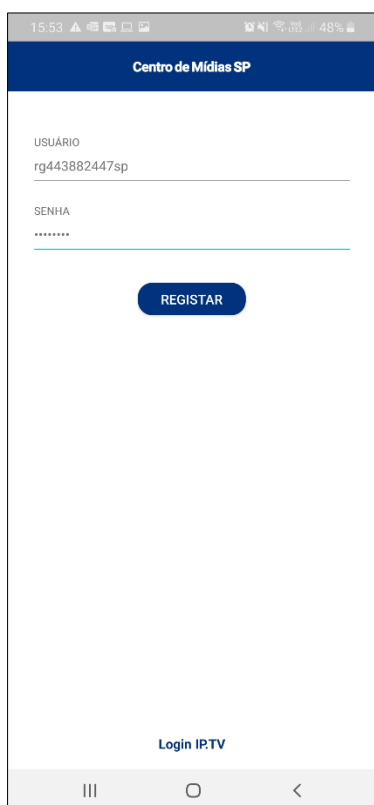 15:53 48%
Centro de Mídias SP
USUÁRIO
rg443882447sp
SENHA
••••••••
REGISTAR
Login IP.TV